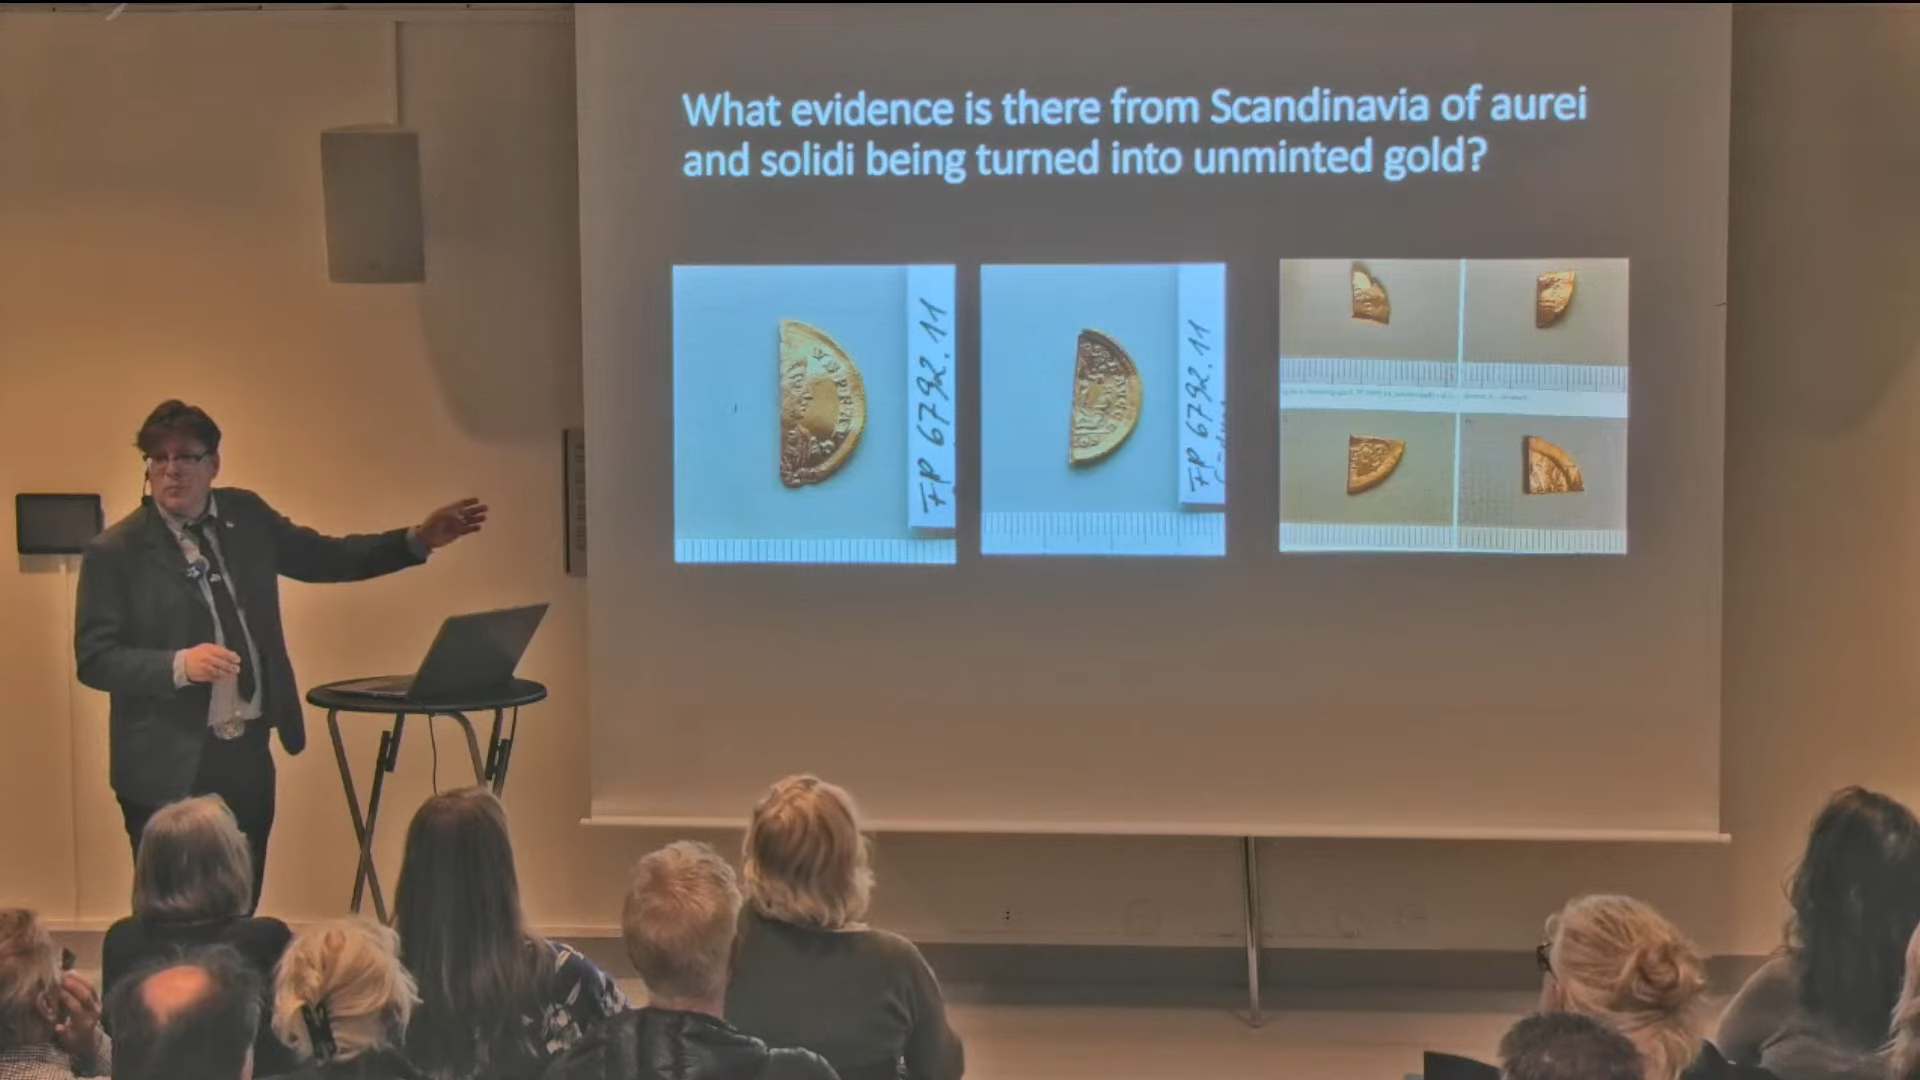 What evidence is there from Scandinavia of aurei
and solidi being turned into unminted gold?
FP 6792.11
FP 6792.11